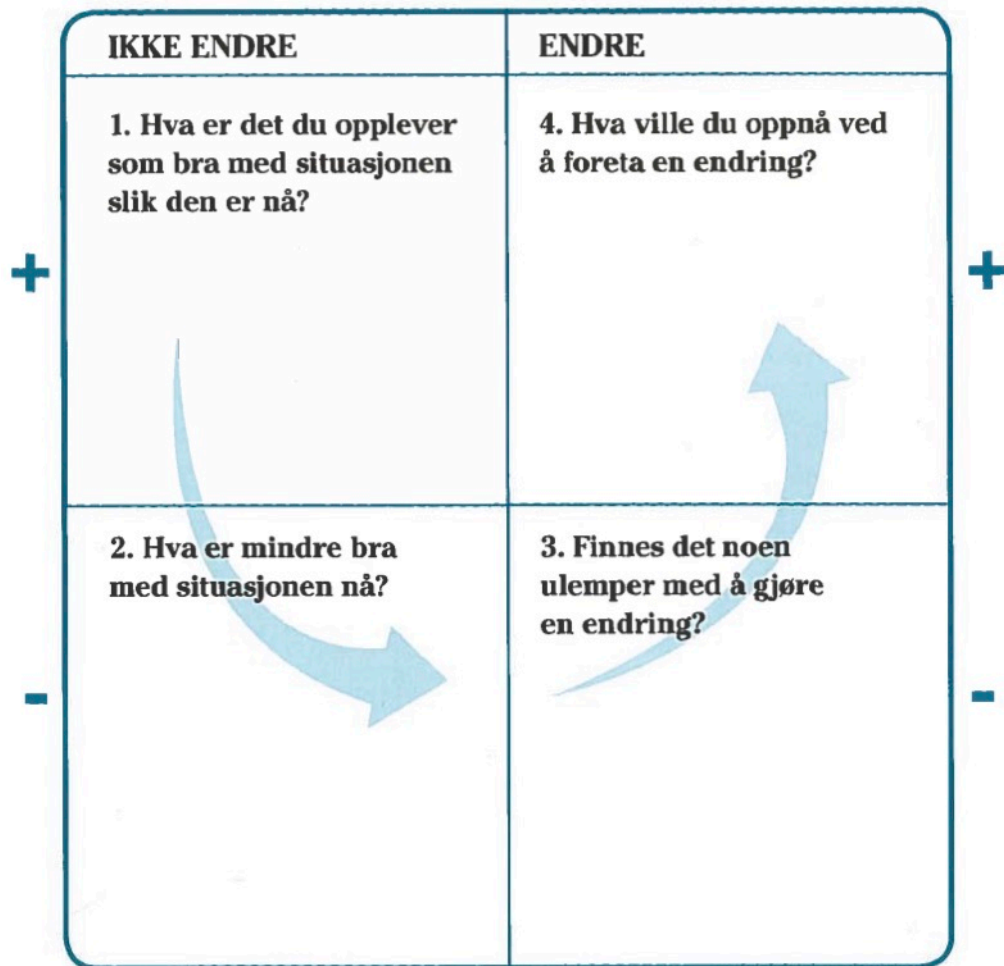 IKKE ENDRE
ENDRE
1. Hva er det du opplever
som bra med situasjonen
slik den er nå?
4. Hva ville du oppnå ved
å foreta en endring?
+
+
2. Hva er mindre bra
med situasjonen nå?
3. Finnes det noen
ulemper med å gjøre
en endring?
-
-